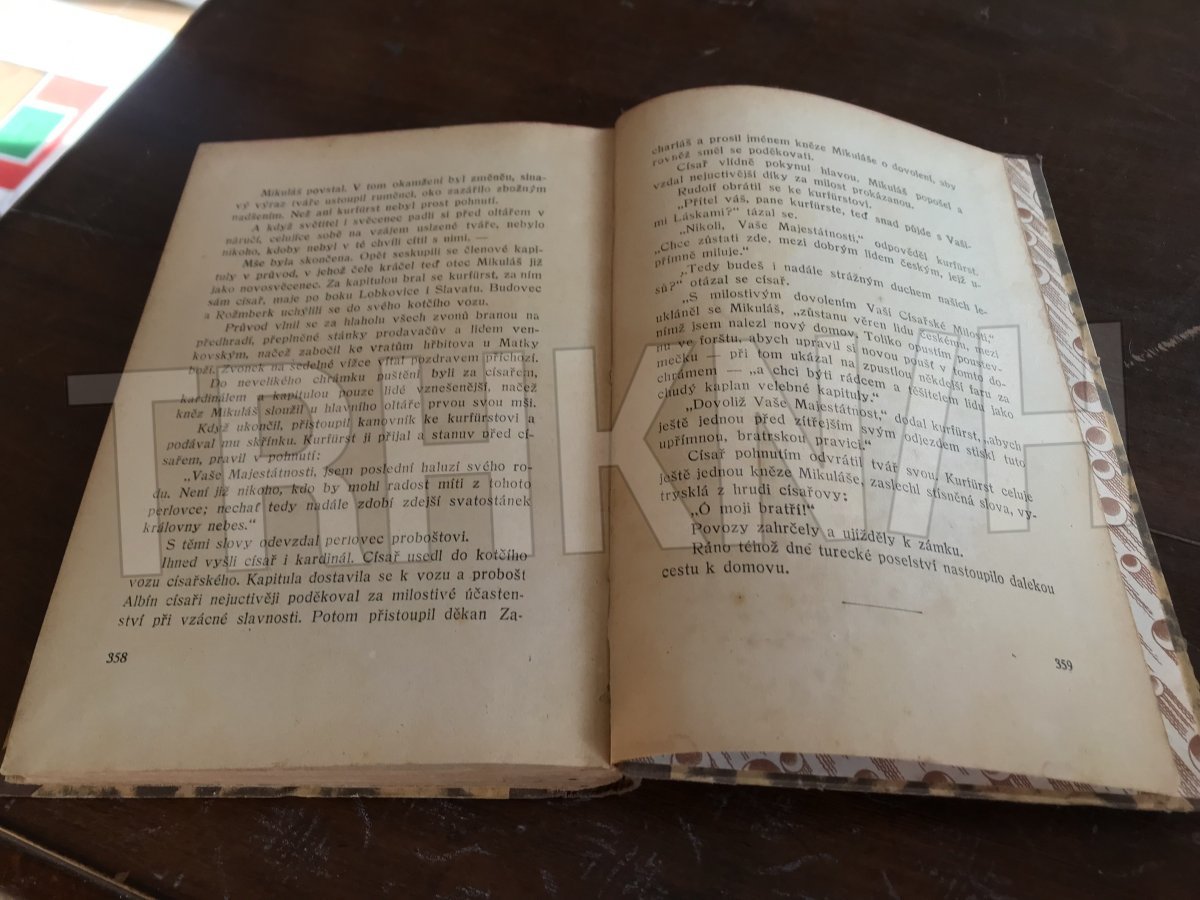 Mikuláš povstal. V tom okamžení byl změněn, sina-
vý výraz tváře ustoupil ruměnci, oko zazářilo zbožným
nadšením. Než ani kurfürst nebyl prost pohnutí.
A když světitel i svěcenec padli si před oltářem v
náručí, celujíce sobě na vzájem uslzené tváře, nebylo
nikoho, kdoby nebyl v té chvíli cítil s nimi. —
Mše byla skončena. Opět seskupili se členové kapi-
tuly v průvod, v jehož čele kráčel teď otec Mikuláš již
jako novosvěcenec. Za kapitulou bral se kurfürst, za ním
sám císař, maje po boku Lobkovice i Slavatu. Budovec
a Rožmberk uchýlili se do svého kotčího vozu.
Průvod vlnil se za hlaholu všech zvonů branou na
předhradí, přeplněné stánky prodavačův a lidem ven-
kovským, načež zabočil ke vratům hřbitova u Matky
boží. Zvonek na sedelné vížce vítal pozdravem příchozí.
Do nevelikého chrámku puštěni byli za císařem,
kardinálem a kapitulou pouze lidé vznešenější, načež
kněz Mikuláš sloužil u hlavního oltáře prvou svou mši.
Když ukončil, přistoupil kanovník ke kurfürstovi a
podával mu skřínku. Kurfürst ji přijal a stanuv před cí-
sařem, pravil v pohnutí:
„Vaše Majestátnosti, jsem poslední haluzí svého ro-
du. Není již nikoho, kdo by mohl radost míti z tohoto
perlovce; nechať tedy nadále zdobí zdejší svatostánek
královny nebes.“
S těmi slovy odevzdal perlovec proboštovi.
Ihned vyšli císař i kardinál. Císař usedl do kotčího
vozu císařského. Kapitula dostavila se k vozu a probošt
Albín císaři nejuctivěji poděkoval za milostivé účasten-
ství při vzácné slavnosti. Potom přistoupil děkan Za-
358
chariáš a prosil jménem kněze Mikuláše o dovolení, aby
rovněž směl se poděkovati.
Císař vlídně pokynul hlavou. Mikuláš popošel a
vzdal nejuctivější díky za milost prokázanou.
Rudolf obrátil se ke kurfürstovi.
„Přítel váš, pane kurfürste, teď snad půjde s Vaši-
mi Láskami?“ tázal se.
„Nikoli, Vaše Majestátnosti,“ odpověděl kurfürst.
„Chce zůstati zde, mezi dobrým lidem českým, jejž u-
přímně miluje.“
„Tedy budeš i nadále strážným duchem našich le-
sů?“ otázal se císař.
„S milostivým dovolením Vaší Císařské Milosti,“
ukláněl se Mikuláš, „zůstanu věren lidu českému, mezi
nímž jsem nalezl nový domov. Toliko opustím poustev-
nu ve forštu, abych upravil si novou poušť v tomto do-
mečku — při tom ukázal na zpustlou někdejší faru za
chrámem — „a chci býti rádcem a těšitelem lidu jako
chudý kaplan velebné kapituly.“
„Dovoliž Vaše Majestátnost,“ dodal kurfürst, „abych
ještě jednou před zítřejším svým odjezdem stiskl tuto
upřímnou, bratrskou pravici.“
Císař pohnutím odvrátil tvář svou. Kurfürst celuje
ještě jednou kněze Mikuláše, zaslechl stísněná slova, vy-
trysklá z hrudi císařovy:
„Ó moji bratří!“
Povozy zahrčely a ujížděly k zámku.
Ráno téhož dne turecké poselství nastoupilo dalekou
cestu k domovu.
359
TRHKNIH